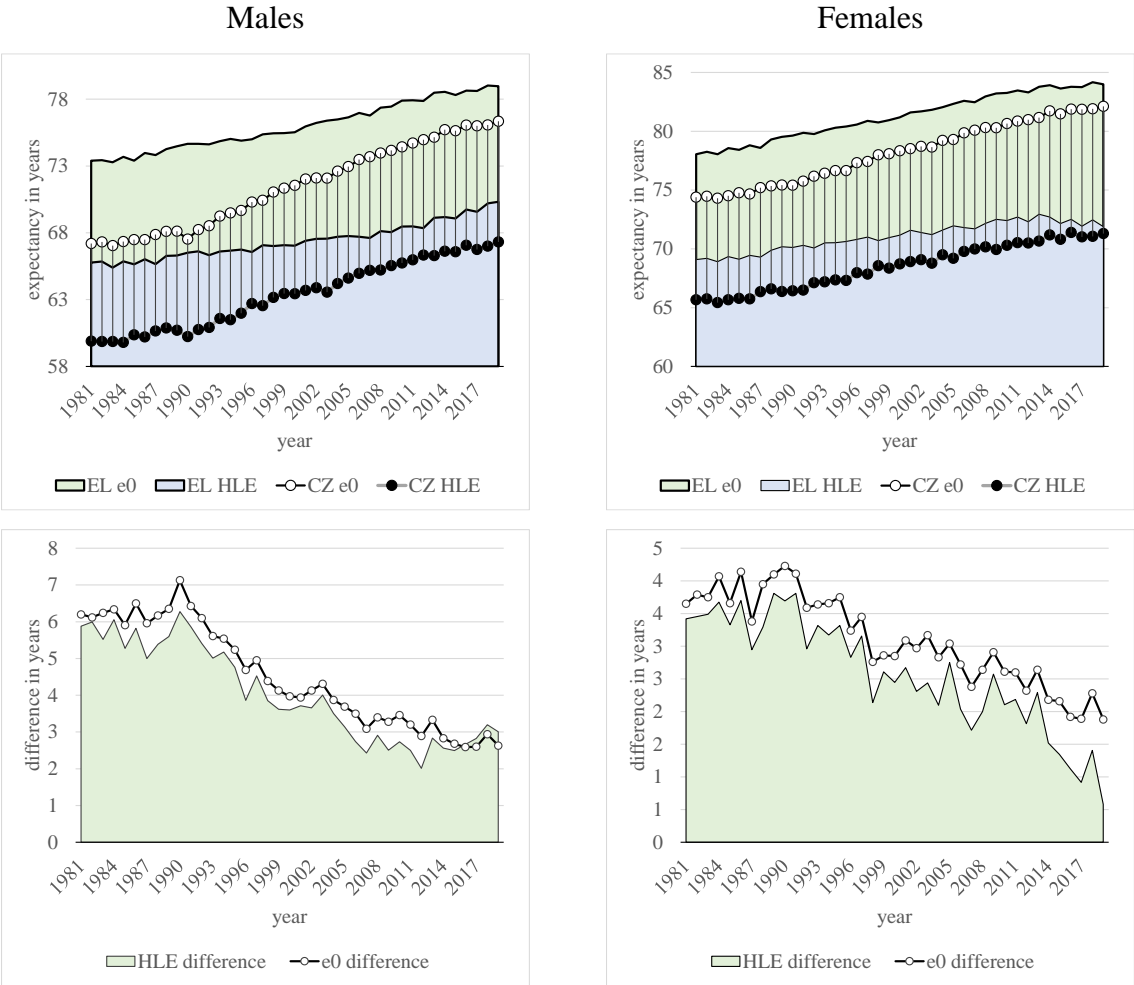 Males
Females
78
73
68
63
58
expectancy in years
1981 1984 1987 1990 1993 1996 1999 2002 2005 2008 2011 2014 2017
year
EL e0 EL HLE CZ e0 CZ HLE
85
80
75
70
65
60
expectancy in years
1981 1984 1987 1990 1993 1996 1999 2002 2005 2008 2011 2014 2017
year
EL e0 EL HLE CZ e0 CZ HLE
8
7
6
5
4
3
2
1
0
difference in years
1981 1984 1987 1990 1993 1996 1999 2002 2005 2008 2011 2014 2017
year
HLE difference e0 difference
5
4
4
3
3
2
2
1
1
0
difference in years
1981 1984 1987 1990 1993 1996 1999 2002 2005 2008 2011 2014 2017
year
HLE difference e0 difference